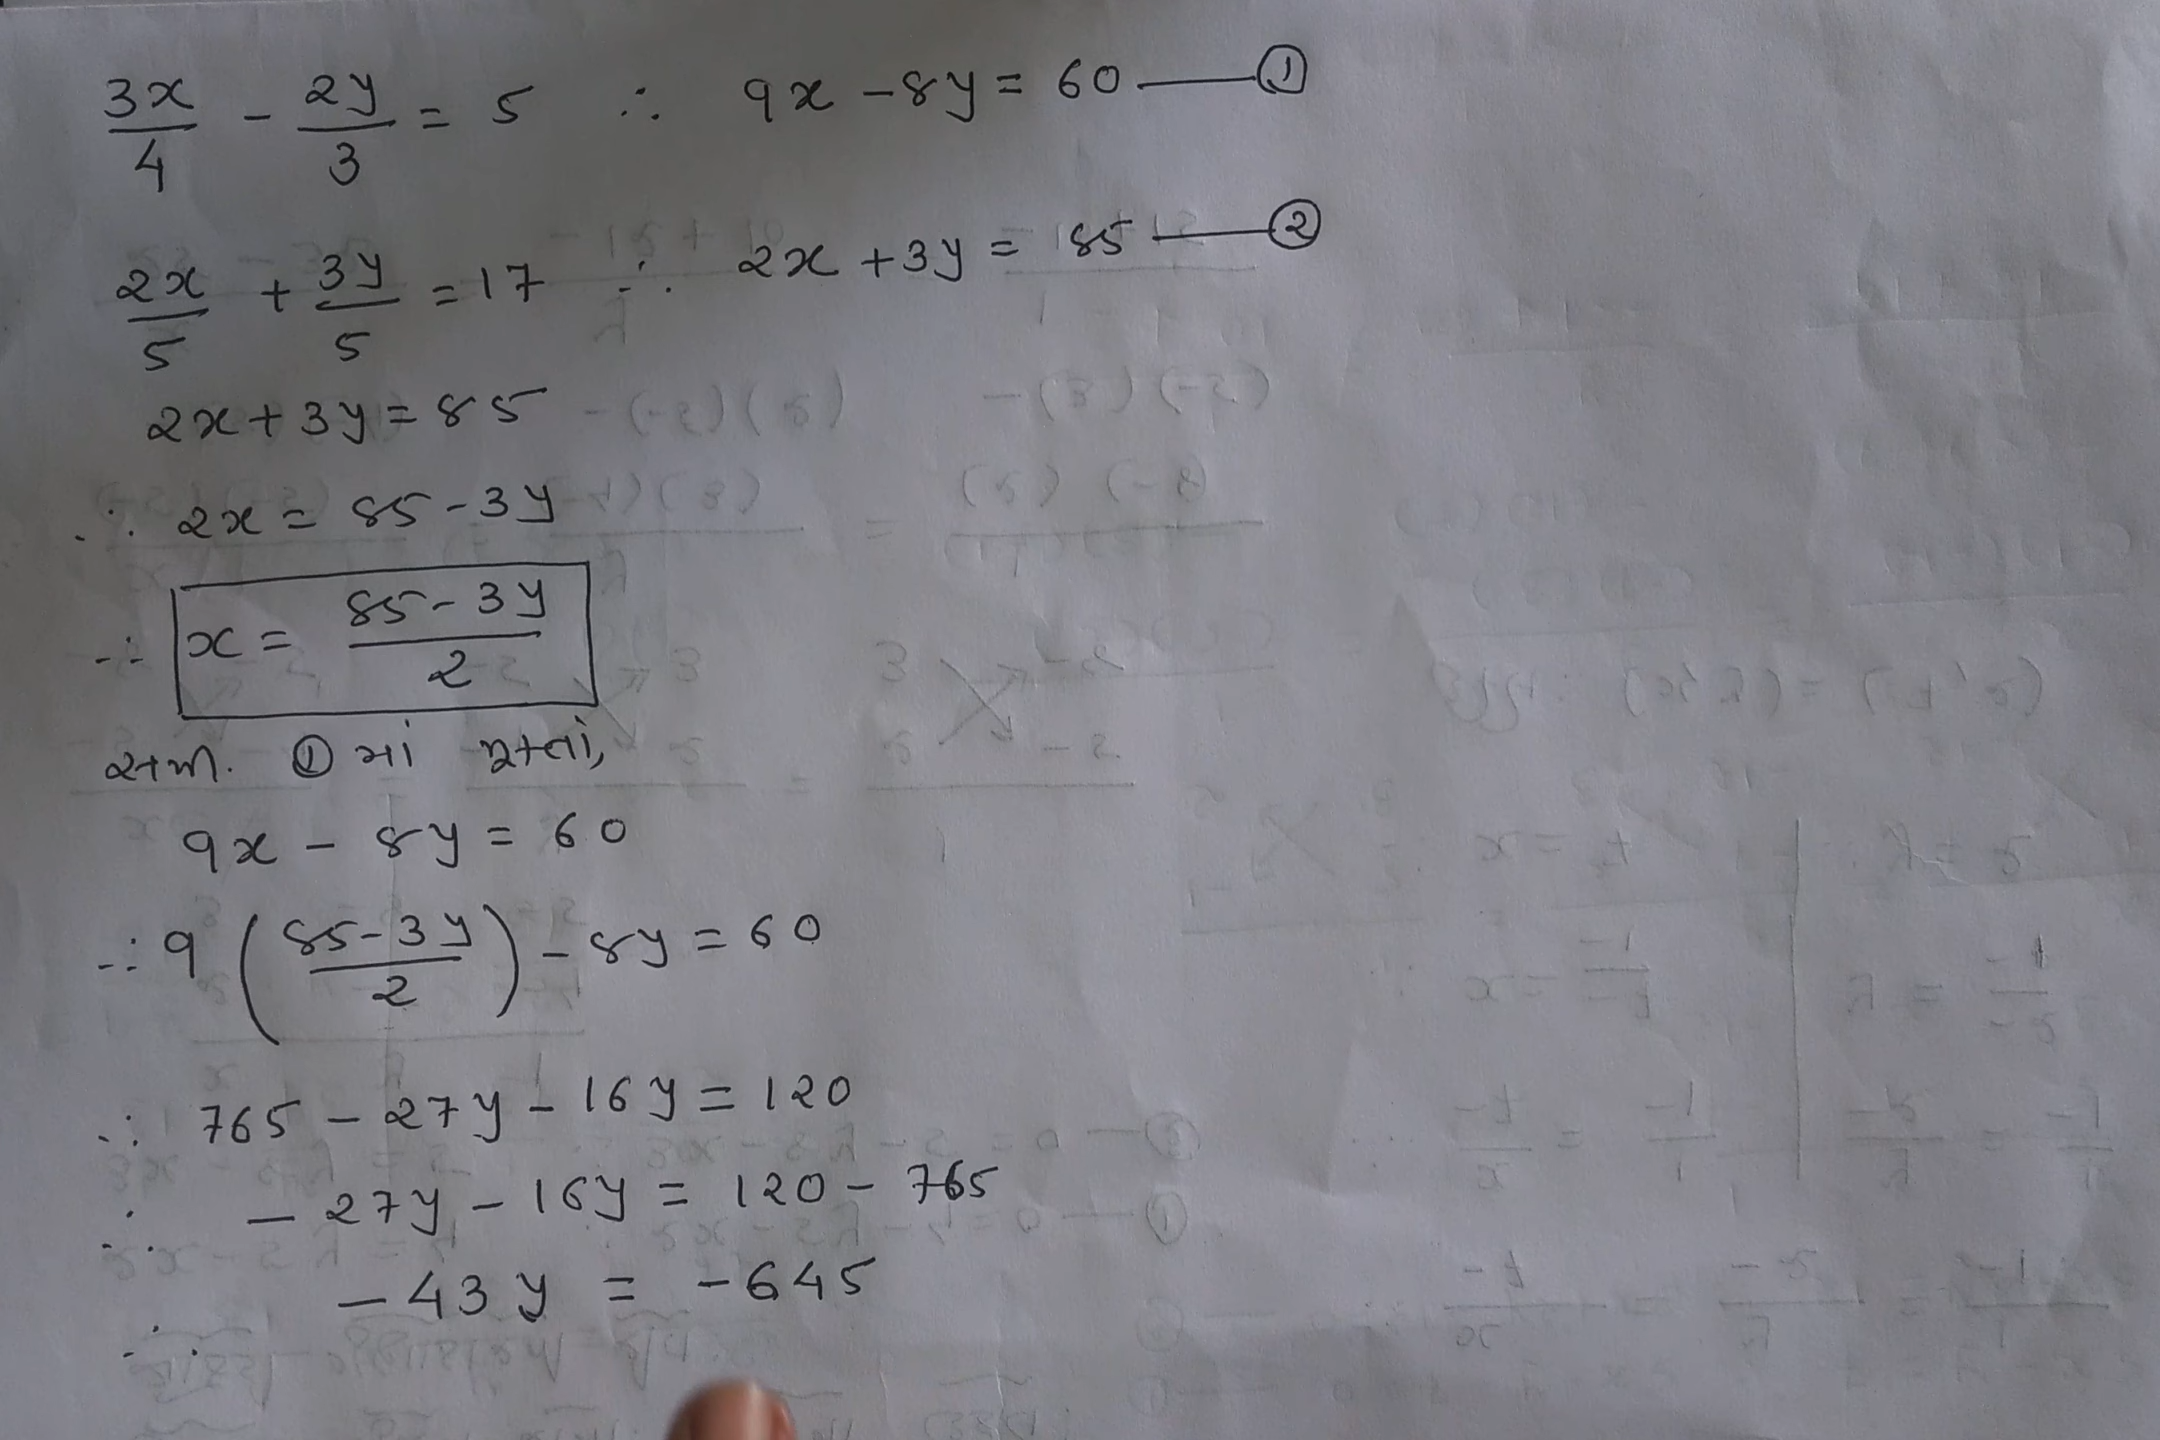 3x/4 - 2y/3 = 5 ∴ 9x - 8y = 60 —— ①
2x/5 + 3y/5 = 17 ∴ 2x + 3y = 85 —— ②
2x + 3y = 85
∴ 2x = 85 - 3y
∴ x = (85 - 3y)/2
સમી. ① માં મૂકતાં,
9x - 8y = 60
∴ 9 ((85 - 3y)/2) - 8y = 60
∴ 765 - 27y - 16y = 120
∴ - 27y - 16y = 120 - 765
∴ - 43y = - 645